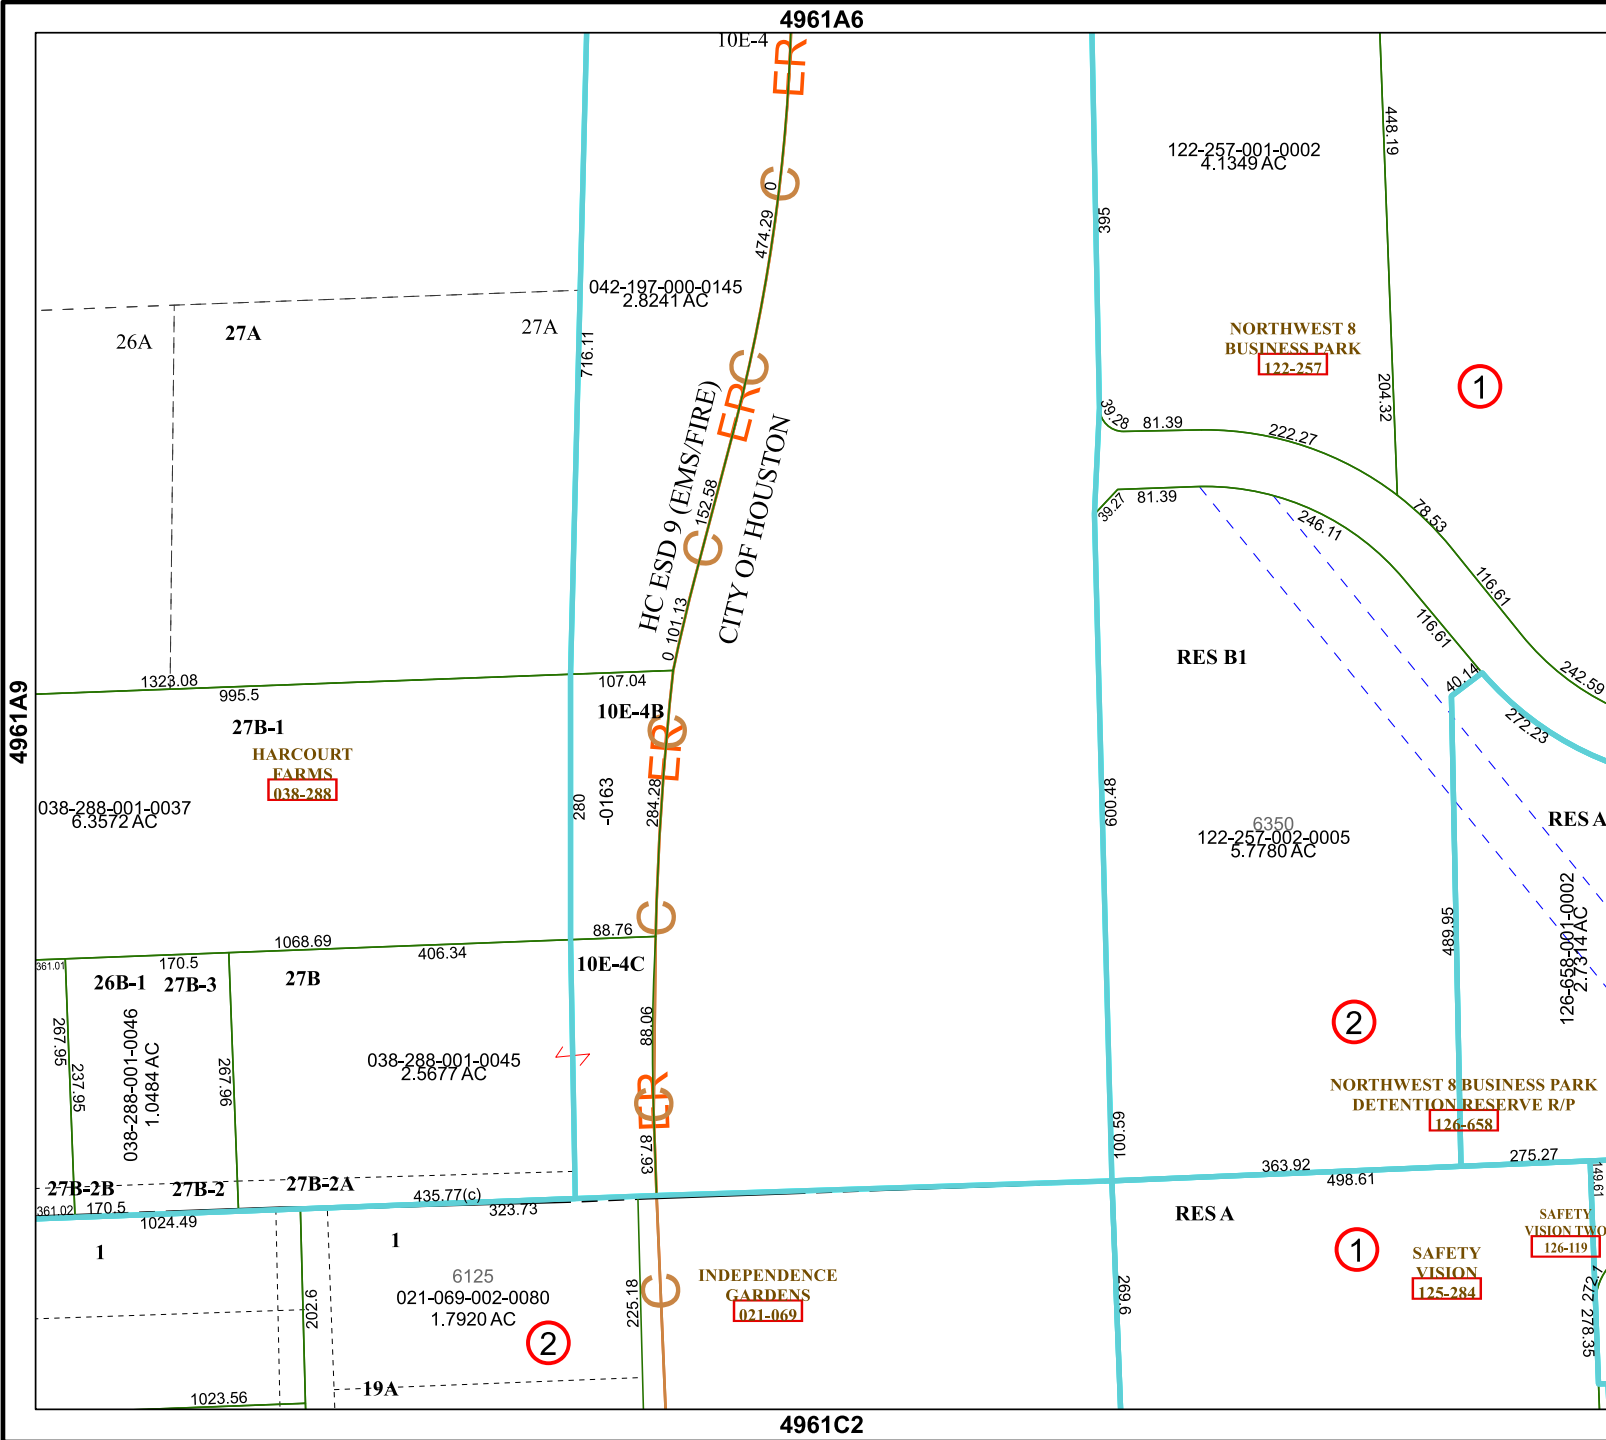 4961A6
10E-4
ER
448.19
122-257-001-0002
4.1349 AC
C
0
395
474.29
042-197-000-0145
2.8241 AC
26A
27A
27A
716.11
NORTHWEST 8
BUSINESS PARK
122-257
1
C
ER
204.32
HC ESD 9 (EMS/FIRE)
CITY OF HOUSTON
39.28
81.39
222.27
152.58
C
39.27
81.39
246.11
78.53
101.13
0
116.61
116.61
RES B1
40.14
242.59
272.23
4961A9
1323.08
995.5
107.04
27B-1
10E-4B
C
ER
HARCOURT
FARMS
038-288
038-288-001-0037
6.3572 AC
280
-0163
284.28
600.48
6350
122-257-002-0005
5.7780 AC
RES A
126-658-001-0002
2.7314 AC
489.95
C
1068.69
406.34
88.76
361.01
170.5
26B-1
27B-3
27B
10E-4C
267.95
237.95
038-288-001-0046
1.0484 AC
267.96
038-288-001-0045
2.5677 AC
88.06
2
ER
C
NORTHWEST 8 BUSINESS PARK
DETENTION RESERVE R/P
126-658
87.93
100.59
363.92
498.61
275.27
149.61
27B-2B
27B-2
27B-2A
361.02
170.5
1024.49
435.77(c)
323.73
1
1
RES A
SAFETY
VISION TWO
126-119
1
SAFETY
VISION
125-284
6125
021-069-002-0080
1.7920 AC
202.6
225.18
C
INDEPENDENCE
GARDENS
021-069
269.6
272.7
278.35
2
19A
1023.56
4961C2